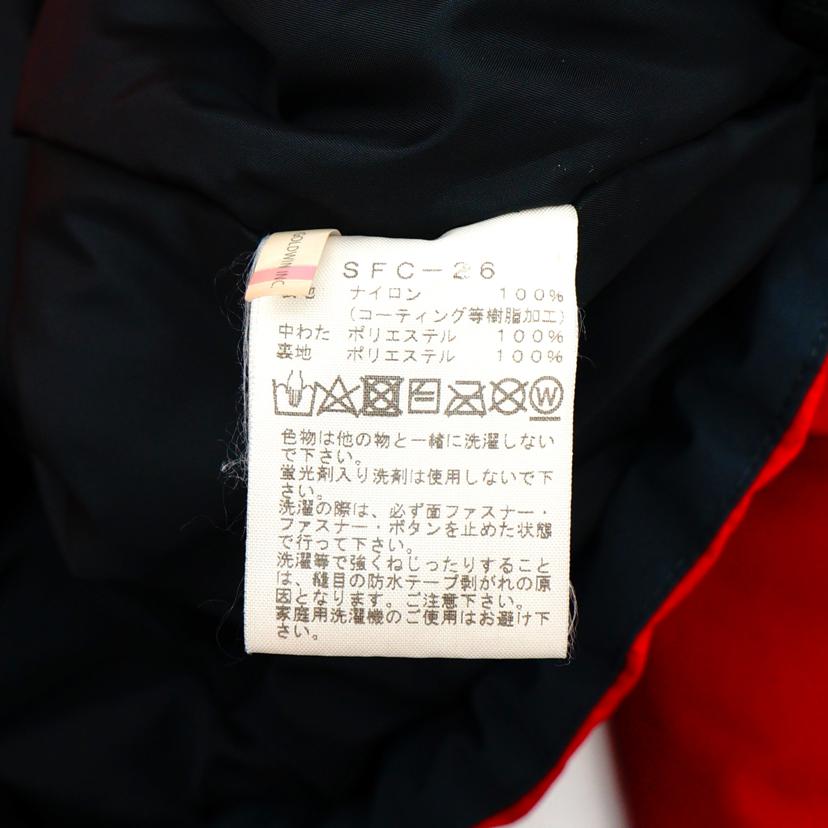 GOLDWIN INC.
SFC-26
ナイロン 100%
(コーティング等樹脂加工)
中わた ポリエステル 100%
裏地 ポリエステル 100%
W
色物は他の物と一緒に洗濯しない
で下さい。
蛍光剤入り洗剤は使用しないで下
さい。
洗濯の際は、必ず面ファスナー・
ファスナー・ボタンを止めた状態
で行って下さい。
洗濯等で強くねじったりすること
は、縫目の防水テープ剥がれの原
因となります。ご注意下さい。
家庭用洗濯機のご使用はお避け下
さい。